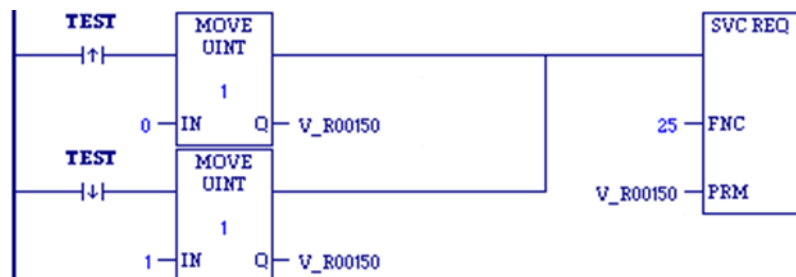 TEST
MOVE
UINT
1
0 IN Q V_R00150
SVC REQ
25 FNC
V_R00150 PRM
TEST
MOVE
UINT
1
1 IN Q V_R00150